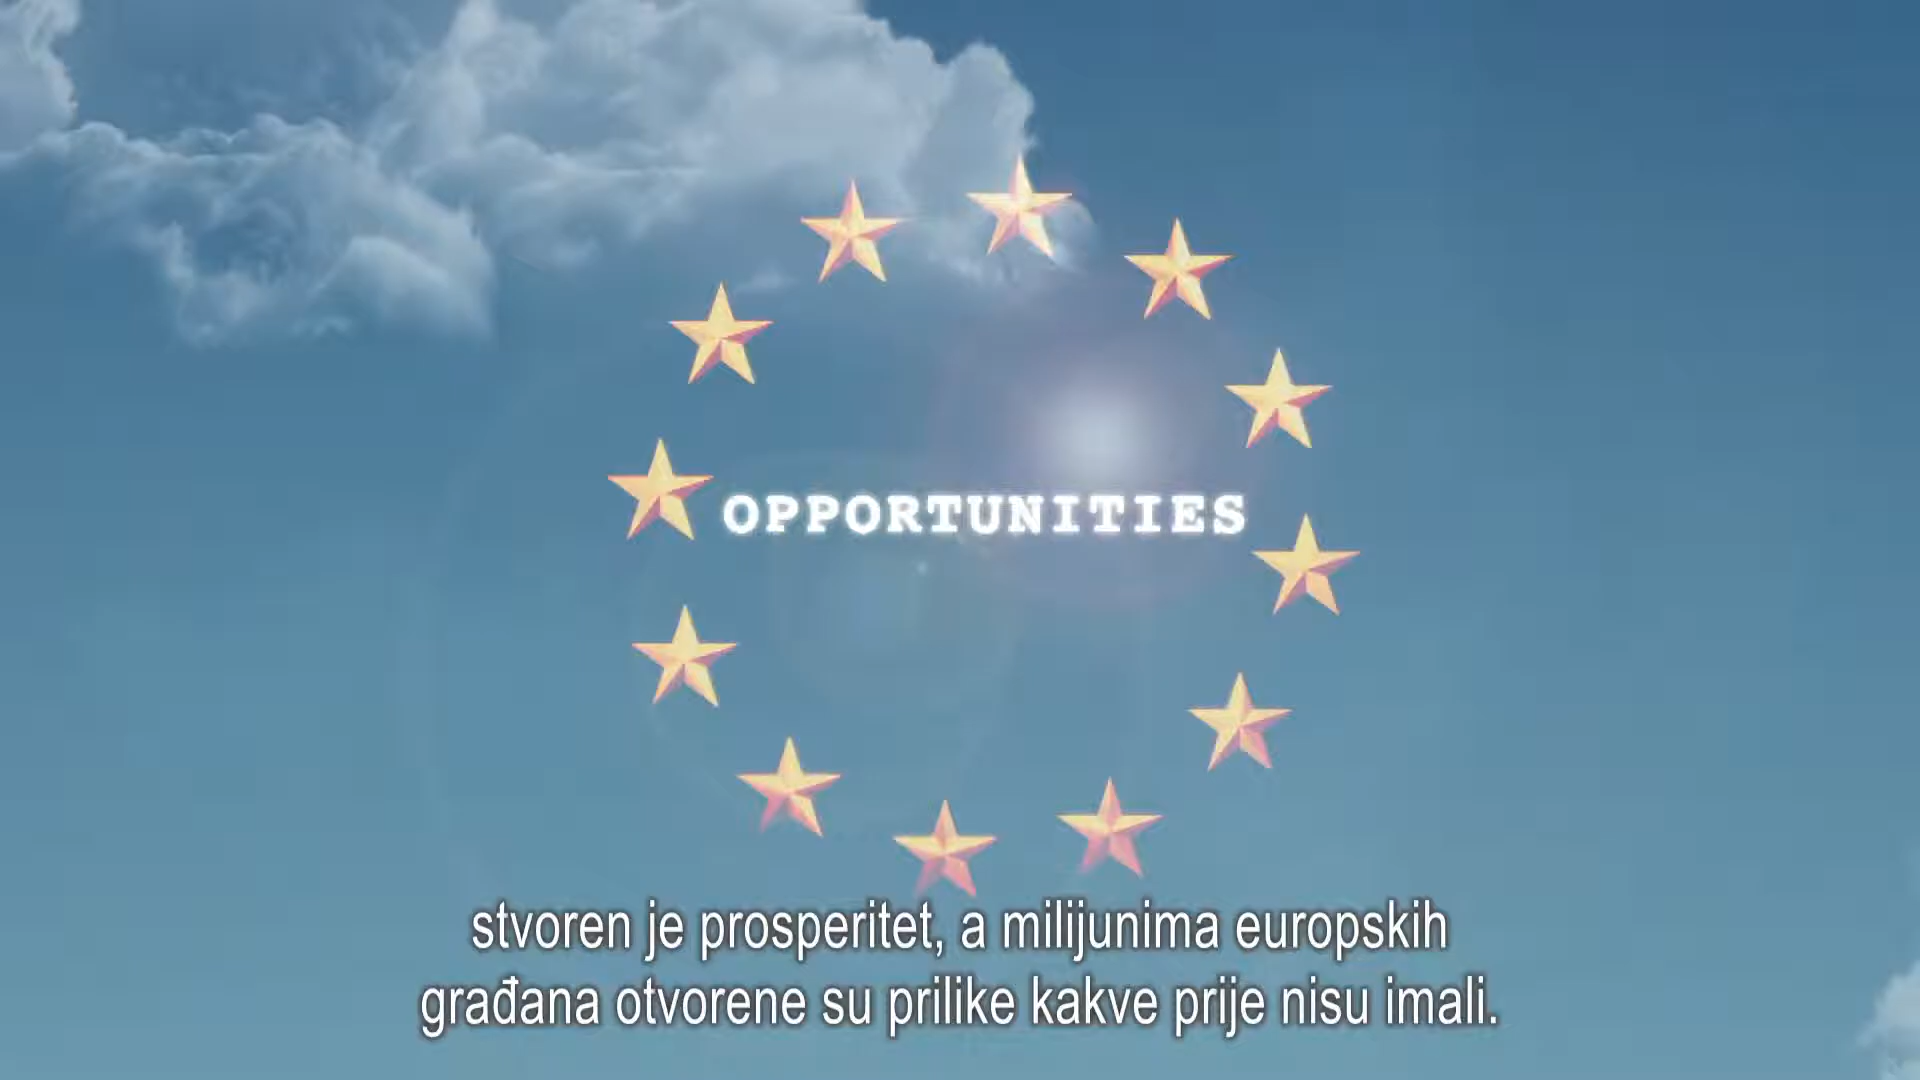 OPPORTUNITIES
stvoren je prosperitet, a milijunima europskih
građana otvorene su prilike kakve prije nisu imali.